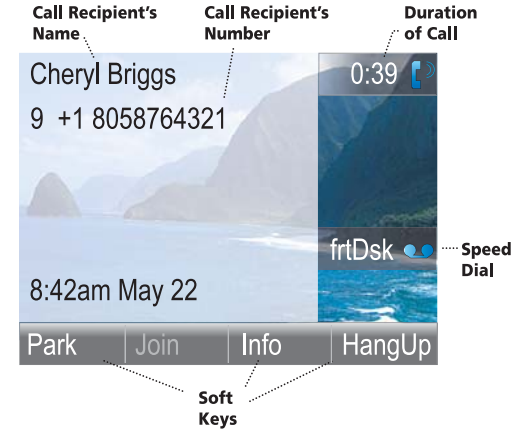 Call Recipient's Name
Call Recipient's Number
Duration of Call
Cheryl Briggs
0:39
9 +1 8058764321
frtDsk
Speed Dial
8:42am May 22
Park
Join
Info
HangUp
Soft Keys